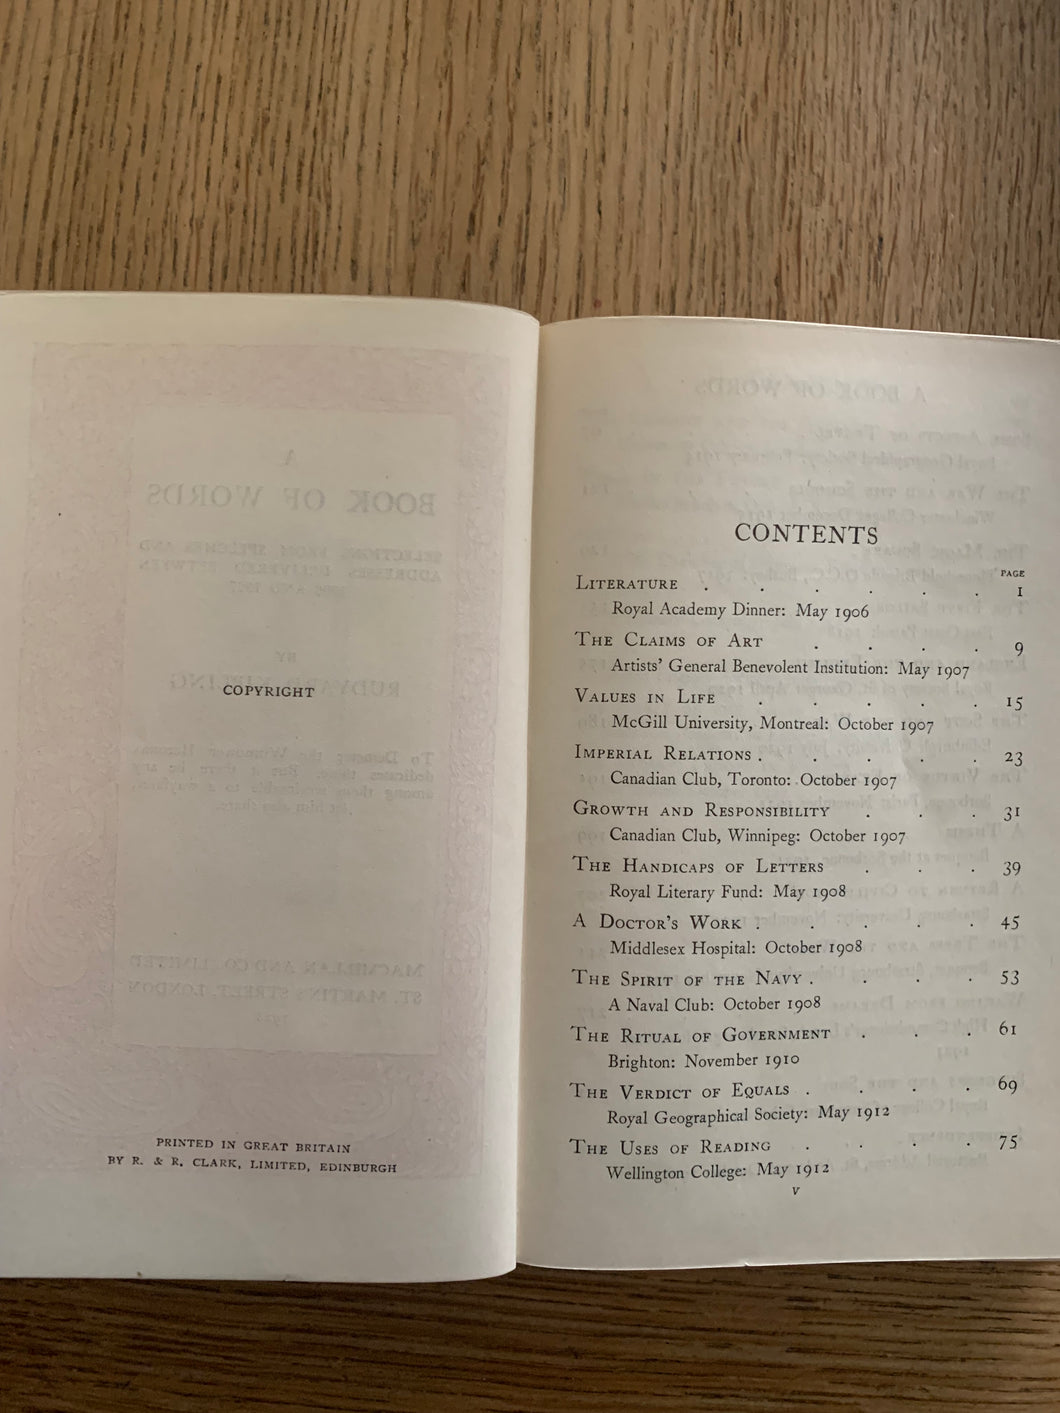 COPYRIGHT
PRINTED IN GREAT BRITAIN
BY R. & R. CLARK, LIMITED, EDINBURGH
CONTENTS
PAGE
LITERATURE . . . . . . 1
Royal Academy Dinner: May 1906
THE CLAIMS OF ART . . . . 9
Artists' General Benevolent Institution: May 1907
VALUES IN LIFE . . . . . 15
McGill University, Montreal: October 1907
IMPERIAL RELATIONS . . . . . 23
Canadian Club, Toronto: October 1907
GROWTH AND RESPONSIBILITY . . . 31
Canadian Club, Winnipeg: October 1907
THE HANDICAPS OF LETTERS . . . 39
Royal Literary Fund: May 1908
A DOCTOR'S WORK . . . . . 45
Middlesex Hospital: October 1908
THE SPIRIT OF THE NAVY . . . . 53
A Naval Club: October 1908
THE RITUAL OF GOVERNMENT . . . 61
Brighton: November 1910
THE VERDICT OF EQUALS . . . . 69
Royal Geographical Society: May 1912
THE USES OF READING . . . . 75
Wellington College: May 1912
v